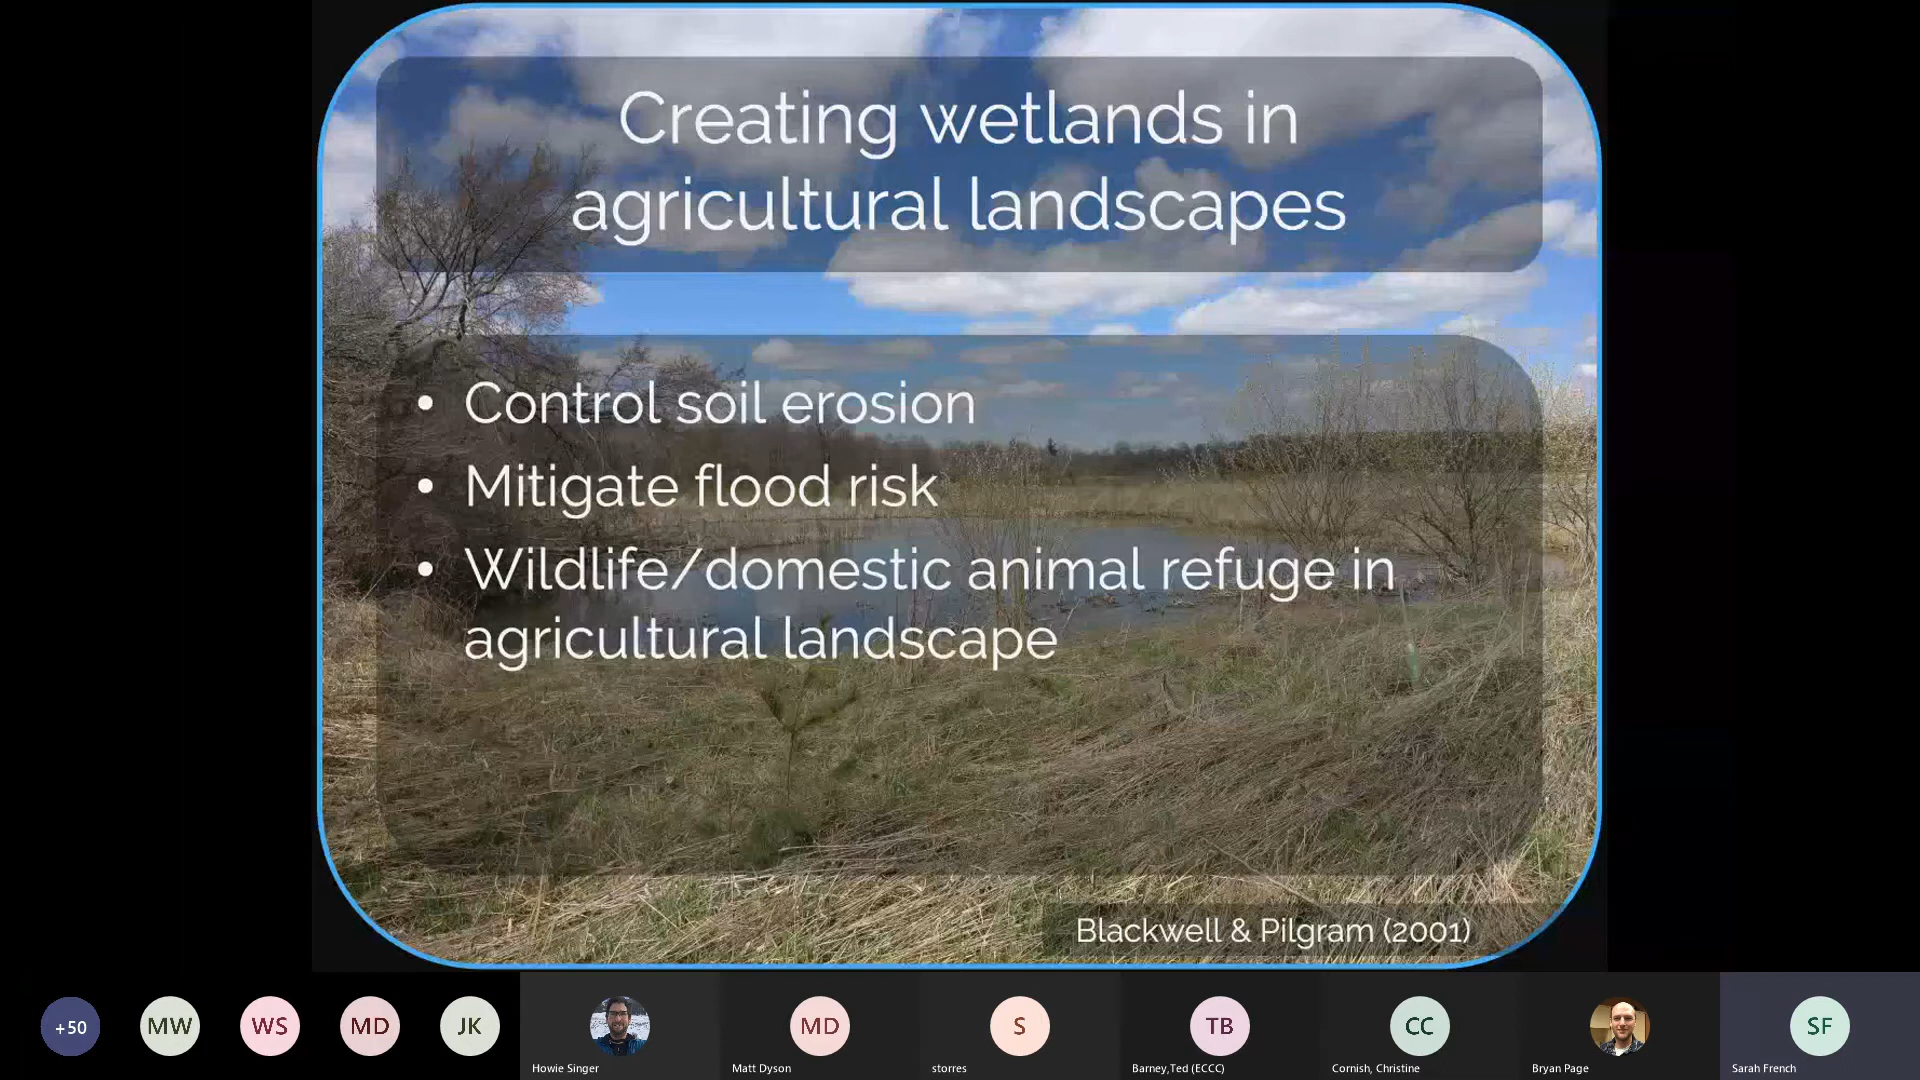 Creating wetlands in
agricultural landscapes
• Control soil erosion
• Mitigate flood risk
• Wildlife/domestic animal refuge in
agricultural landscape
Blackwell & Pilgram (2001)
+50
MW
WS
MD
JK
MD
S
TB
CC
SF
Howie Singer
Matt Dyson
storres
Barney,Ted (ECCC)
Cornish, Christine
Bryan Page
Sarah French